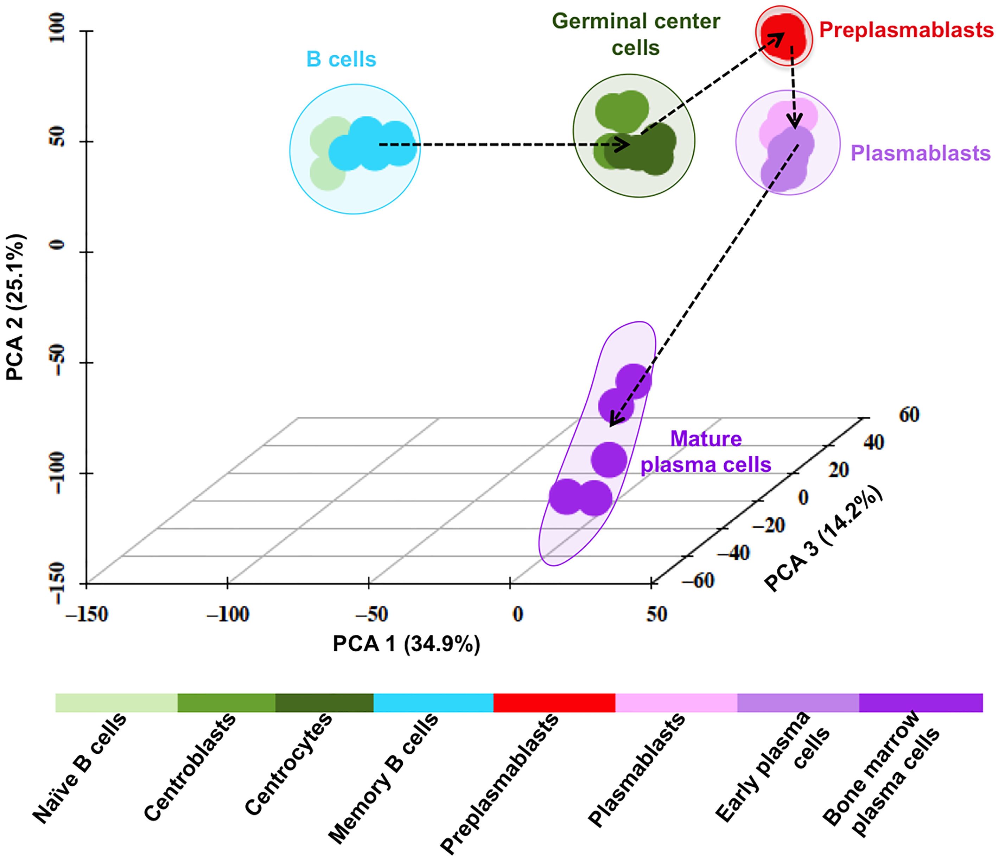 Germinal center
cells
Preplasmablasts
B cells
Plasmablasts
Mature
plasma cells
100
50
0
–50
–100
–150
PCA 2 (25.1%)
60
40
20
0
–20
–40
–60
PCA 3 (14.2%)
–150
–100
–50
0
50
PCA 1 (34.9%)
Naïve B cells
Centroblasts
Centrocytes
Memory B cells
Preplasmablasts
Plasmablasts
Early plasma
cells
Bone marrow
plasma cells